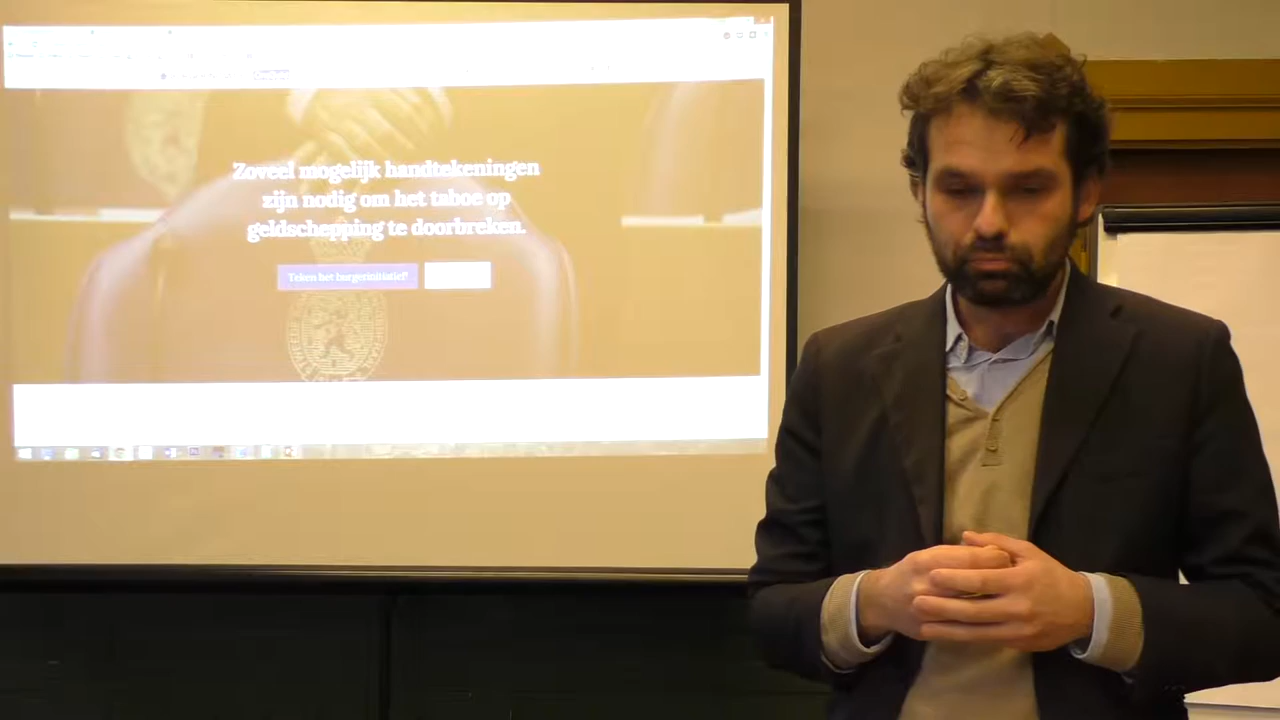 Zoveel mogelijk handtekeningen
zijn nodig om het taboe op
geldschepping te doorbreken.
Teken het burgerinitiatief!